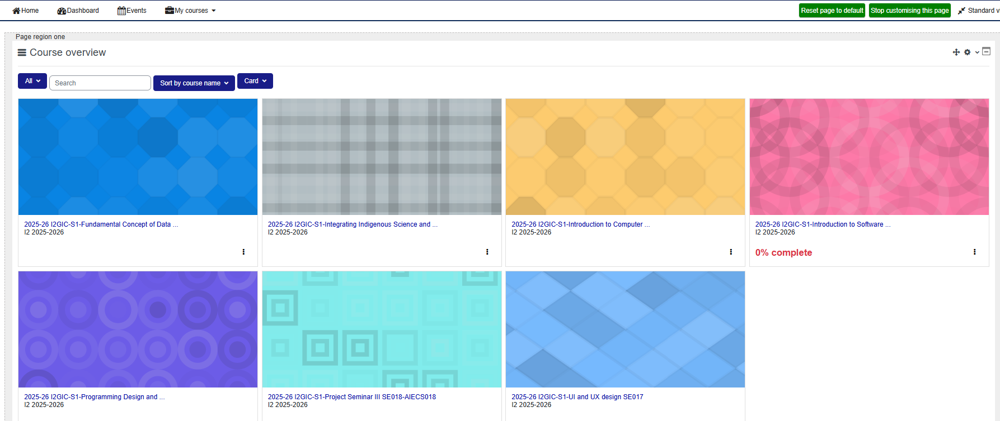 Home
Dashboard
Events
My courses
Reset page to default
Stop customising this page
Standard
Page region one
Course overview
All
Search
Sort by course name
Card
2025-26 I2GIC-S1-Fundamental Concept of Data ...
I2 2025-2026
2025-26 I2GIC-S1-Integrating Indigenous Science and ...
I2 2025-2026
2025-26 I2GIC-S1-Introduction to Computer ...
I2 2025-2026
2025-26 I2GIC-S1-Introduction to Software ...
I2 2025-2026
0% complete
2025-26 I2GIC-S1-Programming Design and ...
I2 2025-2026
2025-26 I2GIC-S1-Project Seminar III SE018-AIECS018
I2 2025-2026
2025-26 I2GIC-S1-UI and UX design SE017
I2 2025-2026